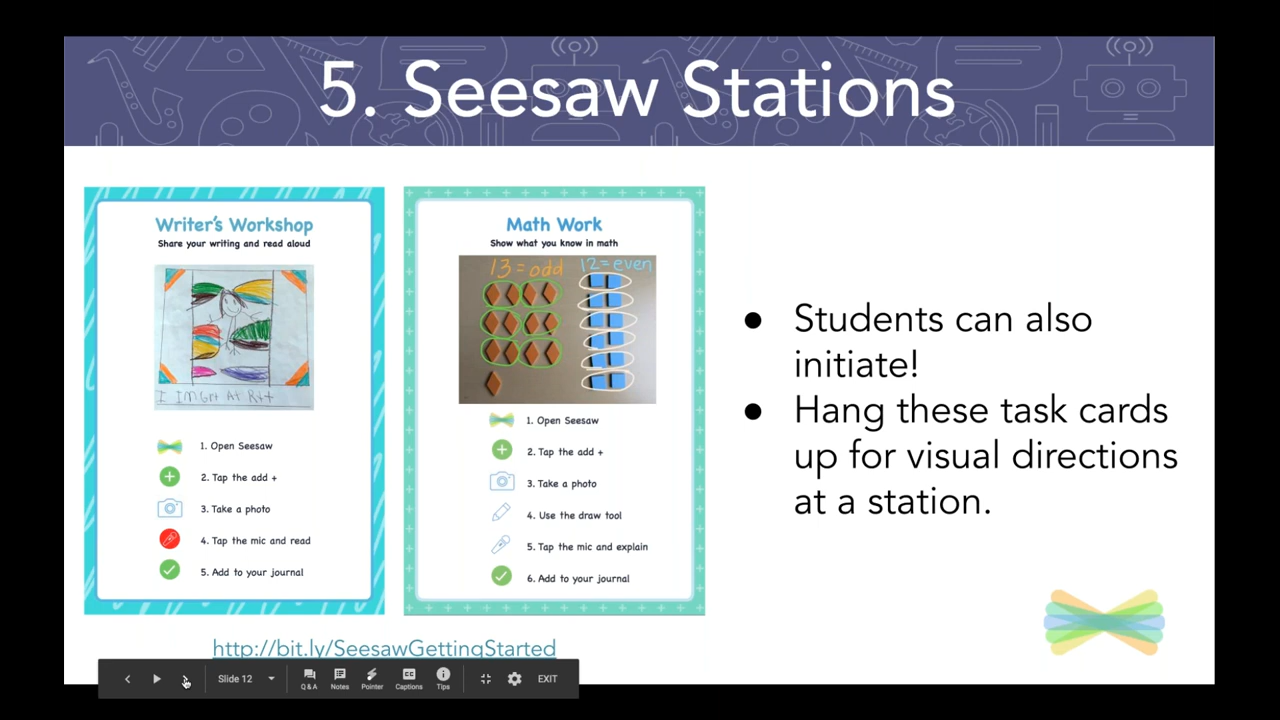 5. Seesaw Stations
Writer's Workshop
Share your writing and read aloud
1. Open Seesaw
2. Tap the add +
3. Take a photo
4. Tap the mic and read
5. Add to your journal
Math Work
Show what you know in math
13 = odd 12 = even
1. Open Seesaw
2. Tap the add +
3. Take a photo
4. Use the draw tool
5. Tap the mic and explain
6. Add to your journal
● Students can also
initiate!
● Hang these task cards
up for visual directions
at a station.
http://bit.ly/SeesawGettingStarted
Slide 12
Q & A
Notes
Pointer
Captions
Tips
EXIT